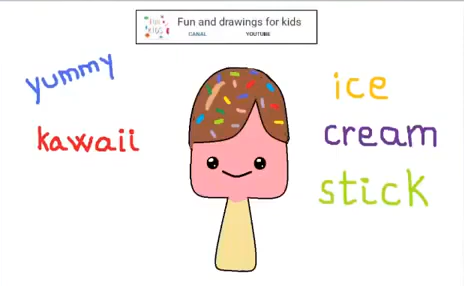 Fun and drawings for kids
CANAL YOUTUBE
yummy
kawaii
ice
cream
stick